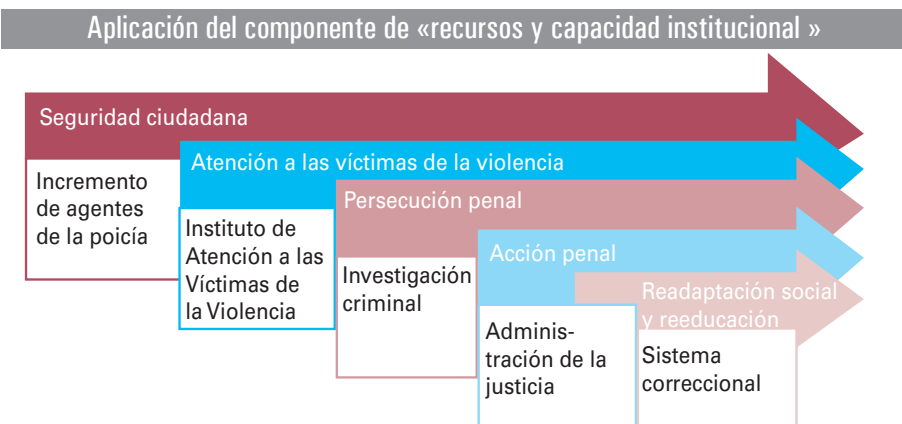 Aplicación del componente de «recursos y capacidad institucional »
Seguridad ciudadana
Incremento
de agentes
de la poicía
Atención a las víctimas de la violencia
Instituto de
Atención a las
Víctimas de
la Violencia
Persecución penal
Investigación
criminal
Acción penal
Adminis-
tración de la
justicia
Readaptación social
y reeducación
Sistema
correccional